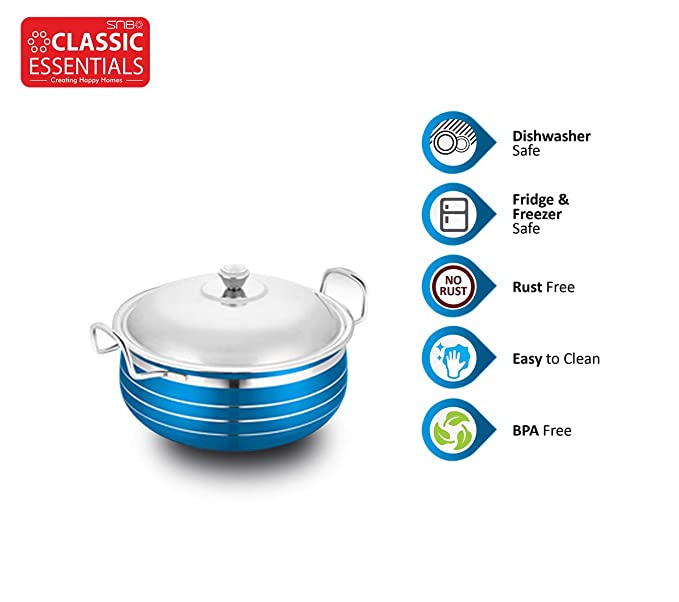 SNB
CLASSIC
ESSENTIALS
Creating Happy Homes
Dishwasher
Safe
Fridge &
Freezer
Safe
NO
RUST
Rust Free
Easy to Clean
BPA Free